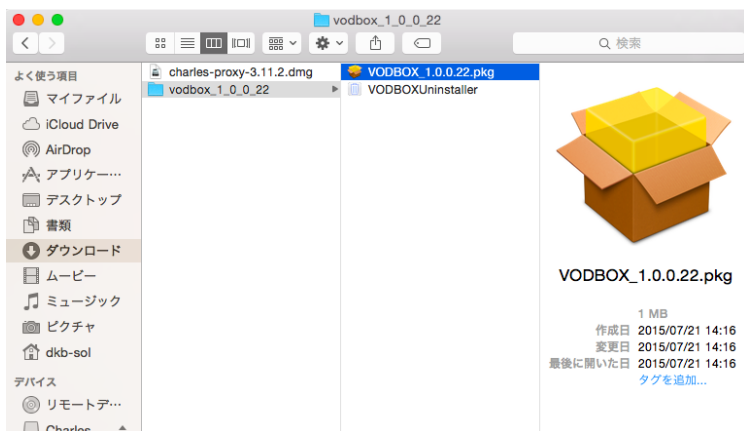 vodbox_1_0_0_22
検索
よく使う項目
マイファイル
iCloud Drive
AirDrop
アプリケー…
デスクトップ
書類
ダウンロード
ムービー
ミュージック
ピクチャ
dkb-sol
デバイス
リモートデ…
Charles
charles-proxy-3.11.2.dmg
vodbox_1_0_0_22
VODBOX_1.0.0.22.pkg
VODBOXUninstaller
VODBOX_1.0.0.22.pkg
1 MB
作成日 2015/07/21 14:16
変更日 2015/07/21 14:16
最後に開いた日 2015/07/21 14:16
タグを追加...